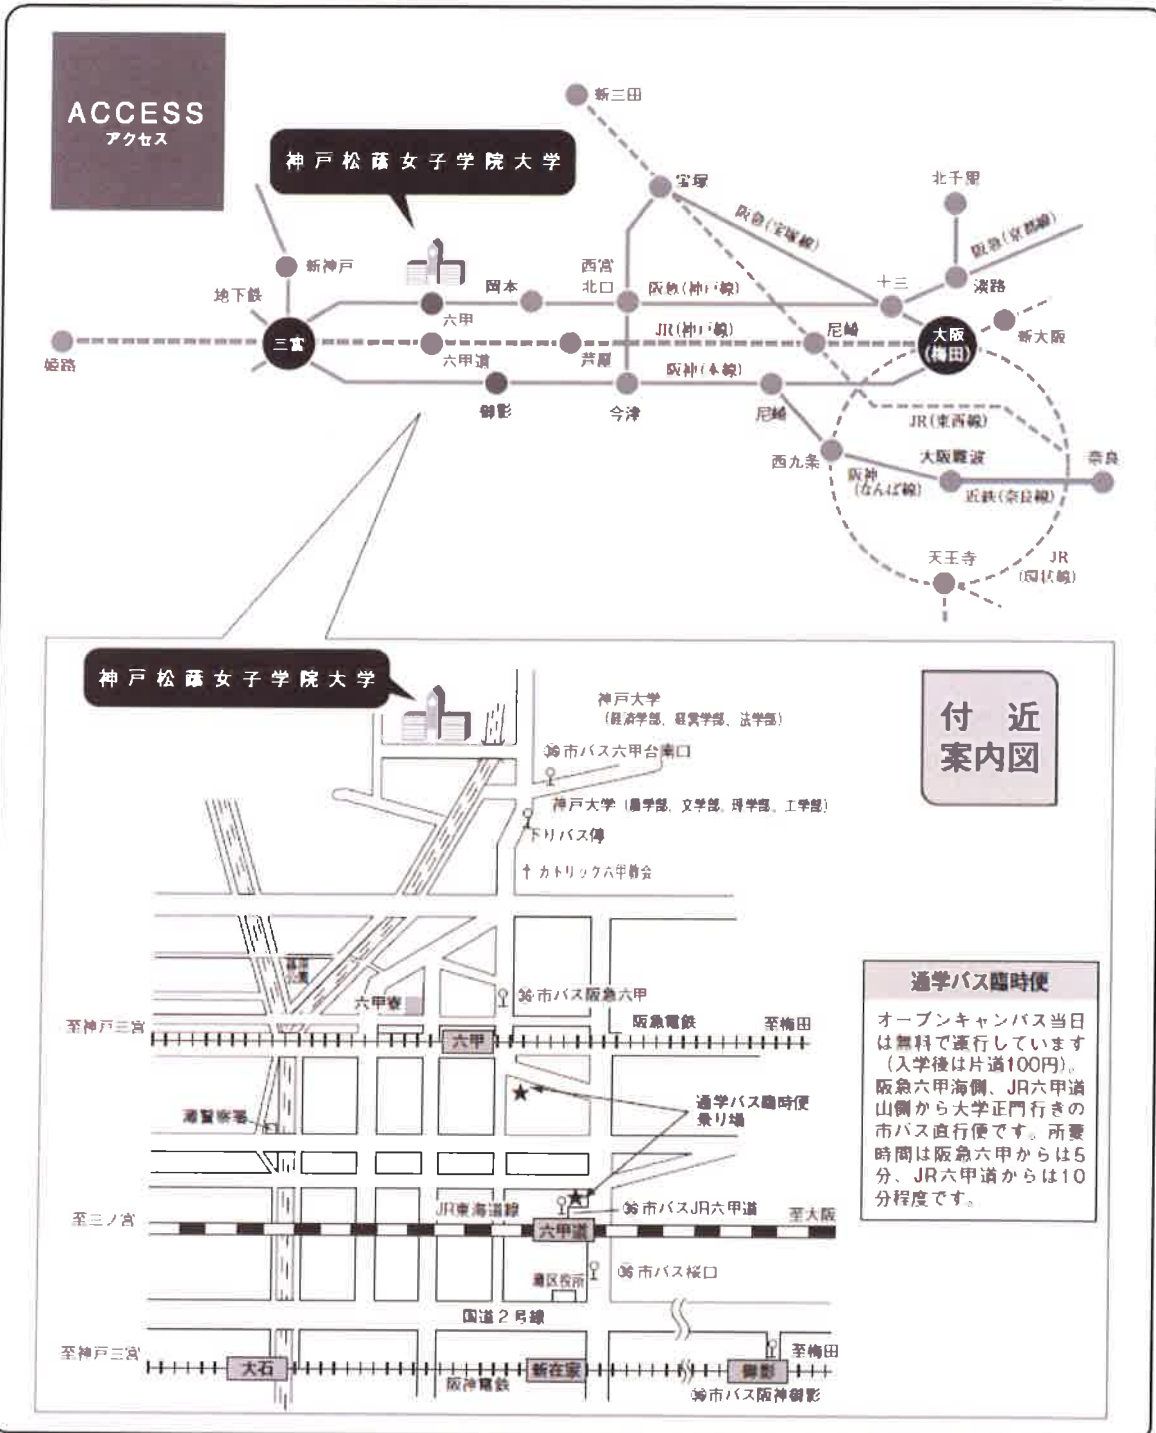 ACCESS
アクセス
神戸松蔭女子学院大学
新三田
宝塚
北千里
阪急(宝塚線)
阪急(京都線)
新神戸
地下鉄
岡本
西宮
北口
阪急(神戸線)
十三
淡路
六甲
三宮
姫路
六甲道
芦屋
JR(神戸線)
尼崎
大阪
(梅田)
新大阪
御影
今津
阪神(本線)
尼崎
JR(東西線)
西九条
阪神
(なんば線)
大阪難波
近鉄(奈良線)
奈良
天王寺
JR
(環状線)
神戸松蔭女子学院大学
付近
案内図
神戸大学
(経済学部、経営学部、法学部)
㊱市バス六甲台南口
神戸大学(農学部、文学部、理学部、工学部)
下りバス停
↑カトリック六甲教会
篠原
公園
六甲寮
㊱市バス阪急六甲
至神戸三宮
六甲
阪急電鉄
至梅田
灘警察署
★
通学バス臨時便
乗り場
★
JR東海道線
㊱市バスJR六甲道
至三ノ宮
六甲道
至大阪
灘区役所
㊱市バス桜口
国道2号線
至神戸三宮
大石
阪神電鉄
新在家
御影
至梅田
㊱市バス阪神御影
通学バス臨時便
オープンキャンパス当日
は無料で運行しています
(入学後は片道100円)。
阪急六甲海側、JR六甲道
山側から大学正門行きの
市バス直行便です。所要
時間は阪急六甲からは5
分、JR六甲道からは10
分程度です。